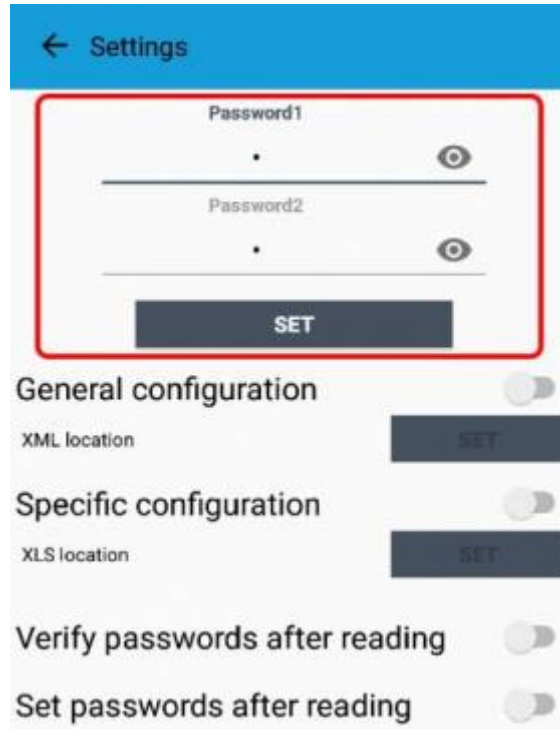 Settings
Password1
•
Password2
•
SET
General configuration
XML location
SET
Specific configuration
XLS location
SET
Verify passwords after reading
Set passwords after reading